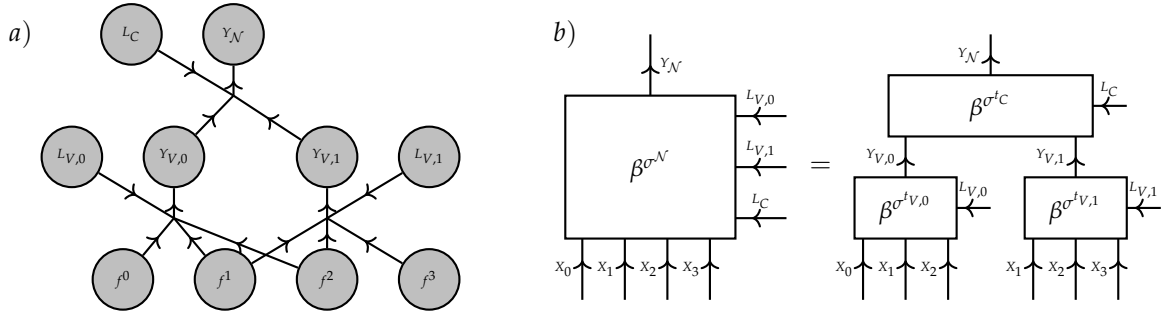 a)
L_C Y_𝒩
L_{V,0} Y_{V,0} Y_{V,1} L_{V,1}
f^0 f^1 f^2 f^3
b)
Y_𝒩
β^{σ^𝒩}
L_{V,0}
L_{V,1}
L_C
X_0 X_1 X_2 X_3
=
Y_𝒩
β^{σ^{t_C}}
L_C
Y_{V,0} Y_{V,1}
β^{σ^{t_{V,0}}} L_{V,0} β^{σ^{t_{V,1}}} L_{V,1}
X_0 X_1 X_2 X_1 X_2 X_3